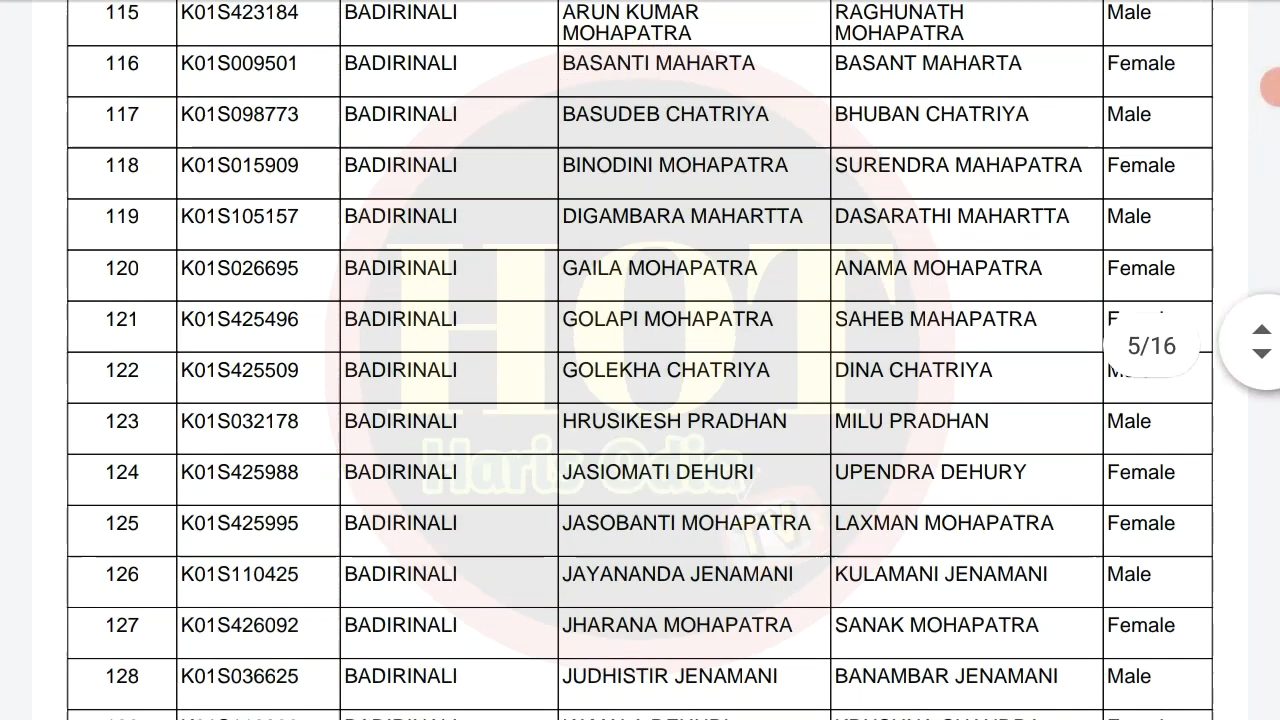 115 K01S423184 BADIRINALI ARUN KUMAR MOHAPATRA RAGHUNATH MOHAPATRA Male
116 K01S009501 BADIRINALI BASANTI MAHARTA BASANT MAHARTA Female
117 K01S098773 BADIRINALI BASUDEB CHATRIYA BHUBAN CHATRIYA Male
118 K01S015909 BADIRINALI BINODINI MOHAPATRA SURENDRA MAHAPATRA Female
119 K01S105157 BADIRINALI DIGAMBARA MAHARTTA DASARATHI MAHARTTA Male
120 K01S026695 BADIRINALI GAILA MOHAPATRA ANAMA MOHAPATRA Female
121 K01S425496 BADIRINALI GOLAPI MOHAPATRA SAHEB MAHAPATRA
5/16
122 K01S425509 BADIRINALI GOLEKHA CHATRIYA DINA CHATRIYA
123 K01S032178 BADIRINALI HRUSIKESH PRADHAN MILU PRADHAN Male
124 K01S425988 BADIRINALI JASIOMATI DEHURI UPENDRA DEHURY Female
125 K01S425995 BADIRINALI JASOBANTI MOHAPATRA LAXMAN MOHAPATRA Female
126 K01S110425 BADIRINALI JAYANANDA JENAMANI KULAMANI JENAMANI Male
127 K01S426092 BADIRINALI JHARANA MOHAPATRA SANAK MOHAPATRA Female
128 K01S036625 BADIRINALI JUDHISTIR JENAMANI BANAMBAR JENAMANI Male
HOT
Haris Odia
TV